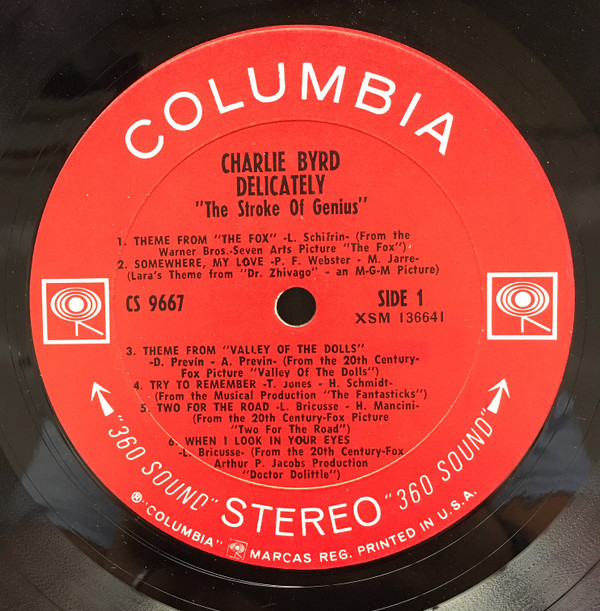 COLUMBIA
CHARLIE BYRD
DELICATELY
"The Stroke Of Genius"
1. THEME FROM "THE FOX" -L. Schifrin- (From the
Warner Bros.-Seven Arts Picture "The Fox")
2. SOMEWHERE, MY LOVE -P. F. Webster - M. Jarre-
(Lara's Theme from "Dr. Zhivago" - an M-G-M Picture)
CS 9667
SIDE 1
XSM 136641
3. THEME FROM "VALLEY OF THE DOLLS"
-D. Previn - A. Previn- (From the 20th Century-
Fox Picture "Valley Of The Dolls")
4. TRY TO REMEMBER -T. Jones - H. Schmidt-
(From the Musical Production "The Fantasticks")
5. TWO FOR THE ROAD -L. Bricusse - H. Mancini-
(From the 20th Century-Fox Picture
"Two For The Road")
6. WHEN I LOOK IN YOUR EYES
-L. Bricusse- (From the 20th Century-Fox
Arthur P. Jacobs Production
"Doctor Dolittle")
"360 SOUND" STEREO "360 SOUND"
® "COLUMBIA" MARCAS REG. PRINTED IN U.S.A.